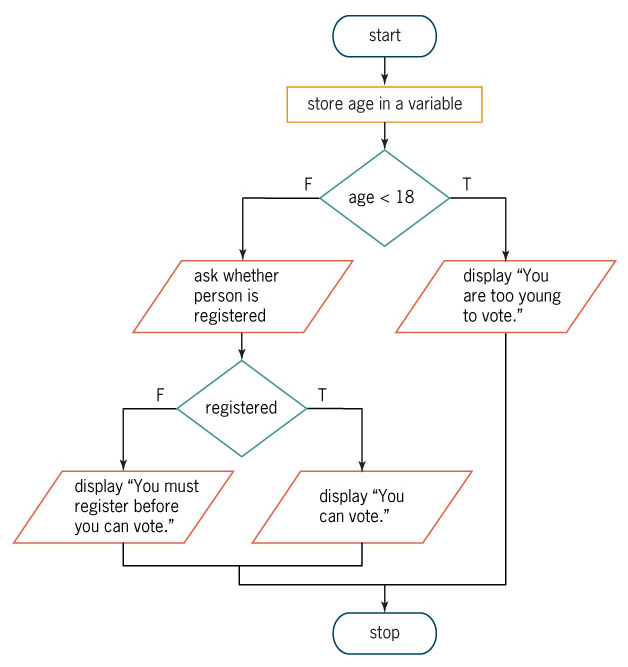 start
store age in a variable
F
T
age < 18
ask whether
person is
registered
display “You
are too young
to vote.”
F
T
registered
display “You must
register before
you can vote.”
display “You
can vote.”
stop